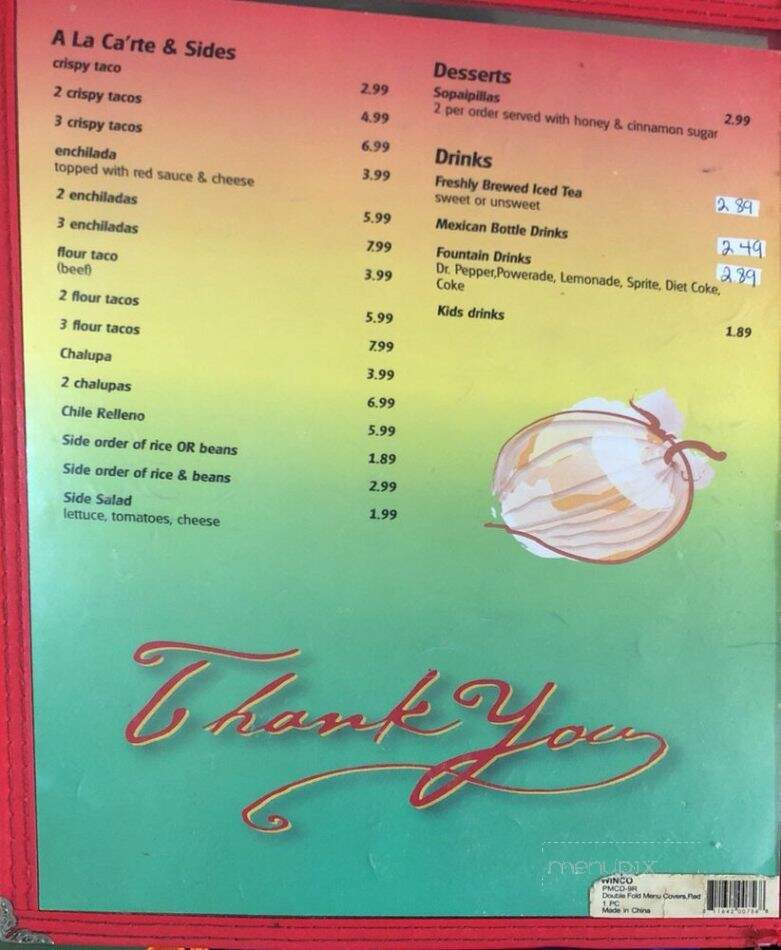 A La Ca'rte & Sides
crispy taco 2.99
2 crispy tacos 4.99
3 crispy tacos 6.99
enchilada 3.99
topped with red sauce & cheese
2 enchiladas 5.99
3 enchiladas 7.99
flour taco 3.99
(beef)
2 flour tacos 5.99
3 flour tacos 7.99
Chalupa 3.99
2 chalupas 6.99
Chile Relleno 5.99
Side order of rice OR beans 1.89
Side order of rice & beans 2.99
Side Salad 1.99
lettuce, tomatoes, cheese
Desserts
Sopaipillas 2.99
2 per order served with honey & cinnamon sugar
Drinks
Freshly Brewed Iced Tea 2.89
sweet or unsweet
Mexican Bottle Drinks 2.49
Fountain Drinks 2.89
Dr. Pepper,Powerade, Lemonade, Sprite, Diet Coke,
Coke
Kids drinks 1.89
Thank You
menupix
WINCO
PMCD-9R
Double Fold Menu Covers,Red
1 PC
Made in China